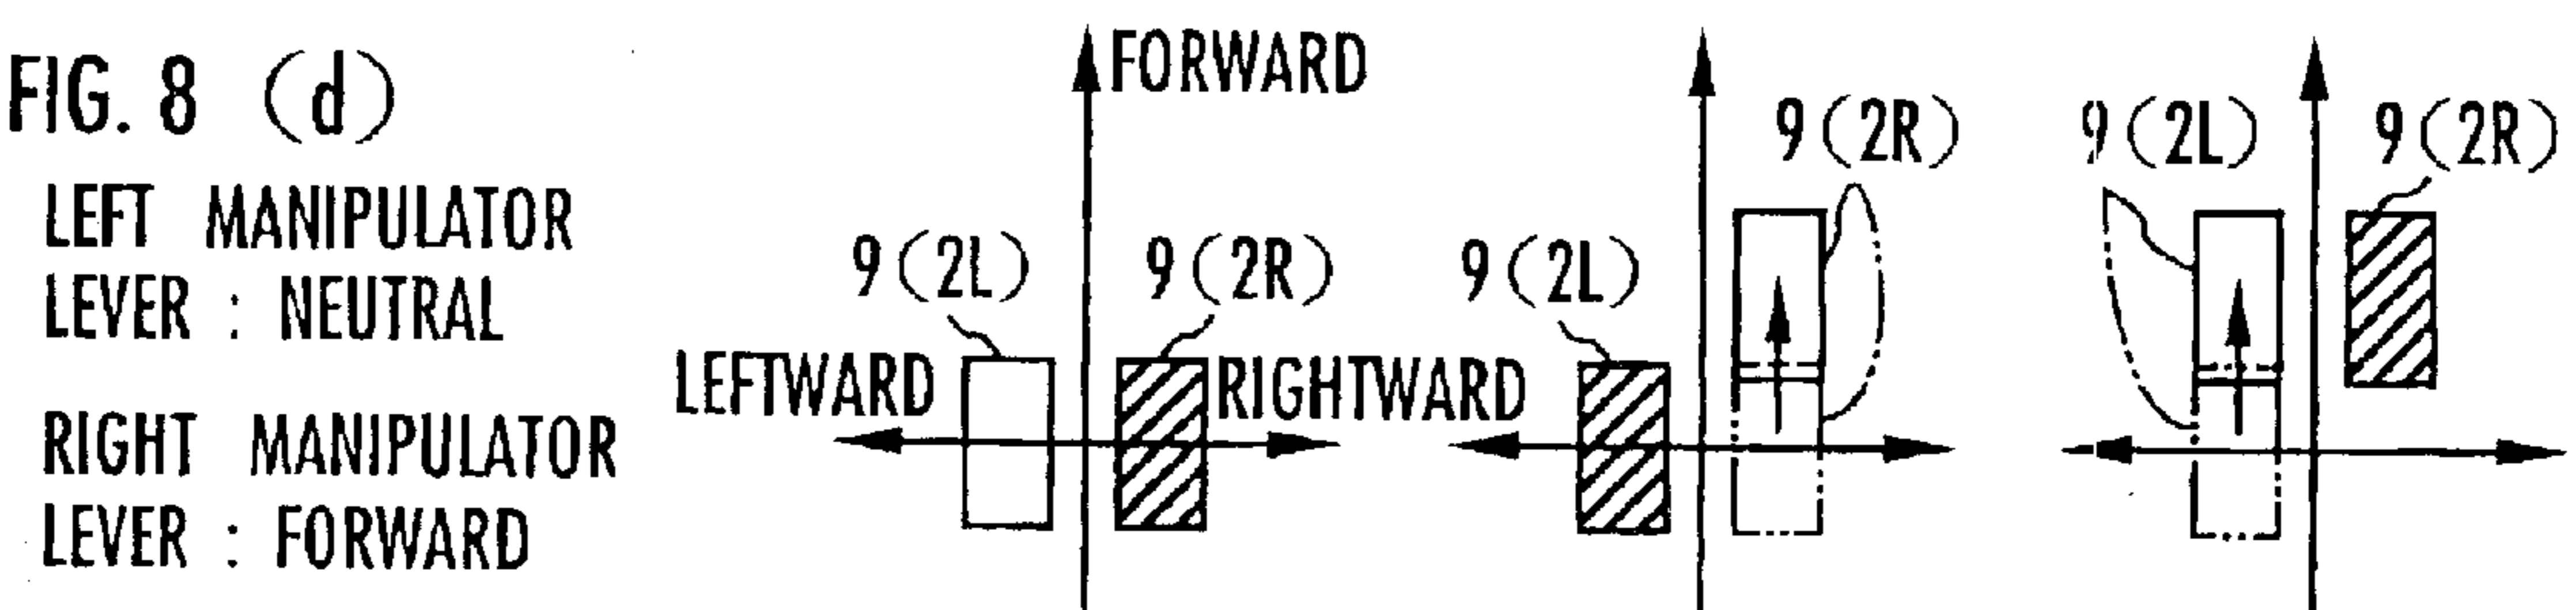 FIG. 8 (d)
LEFT MANIPULATOR
LEVER : NEUTRAL
RIGHT MANIPULATOR
LEVER : FORWARD
FORWARD
9(2L)
9(2R)
LEFTWARD
RIGHTWARD
9(2L)
9(2R)
9(2L)
9(2R)